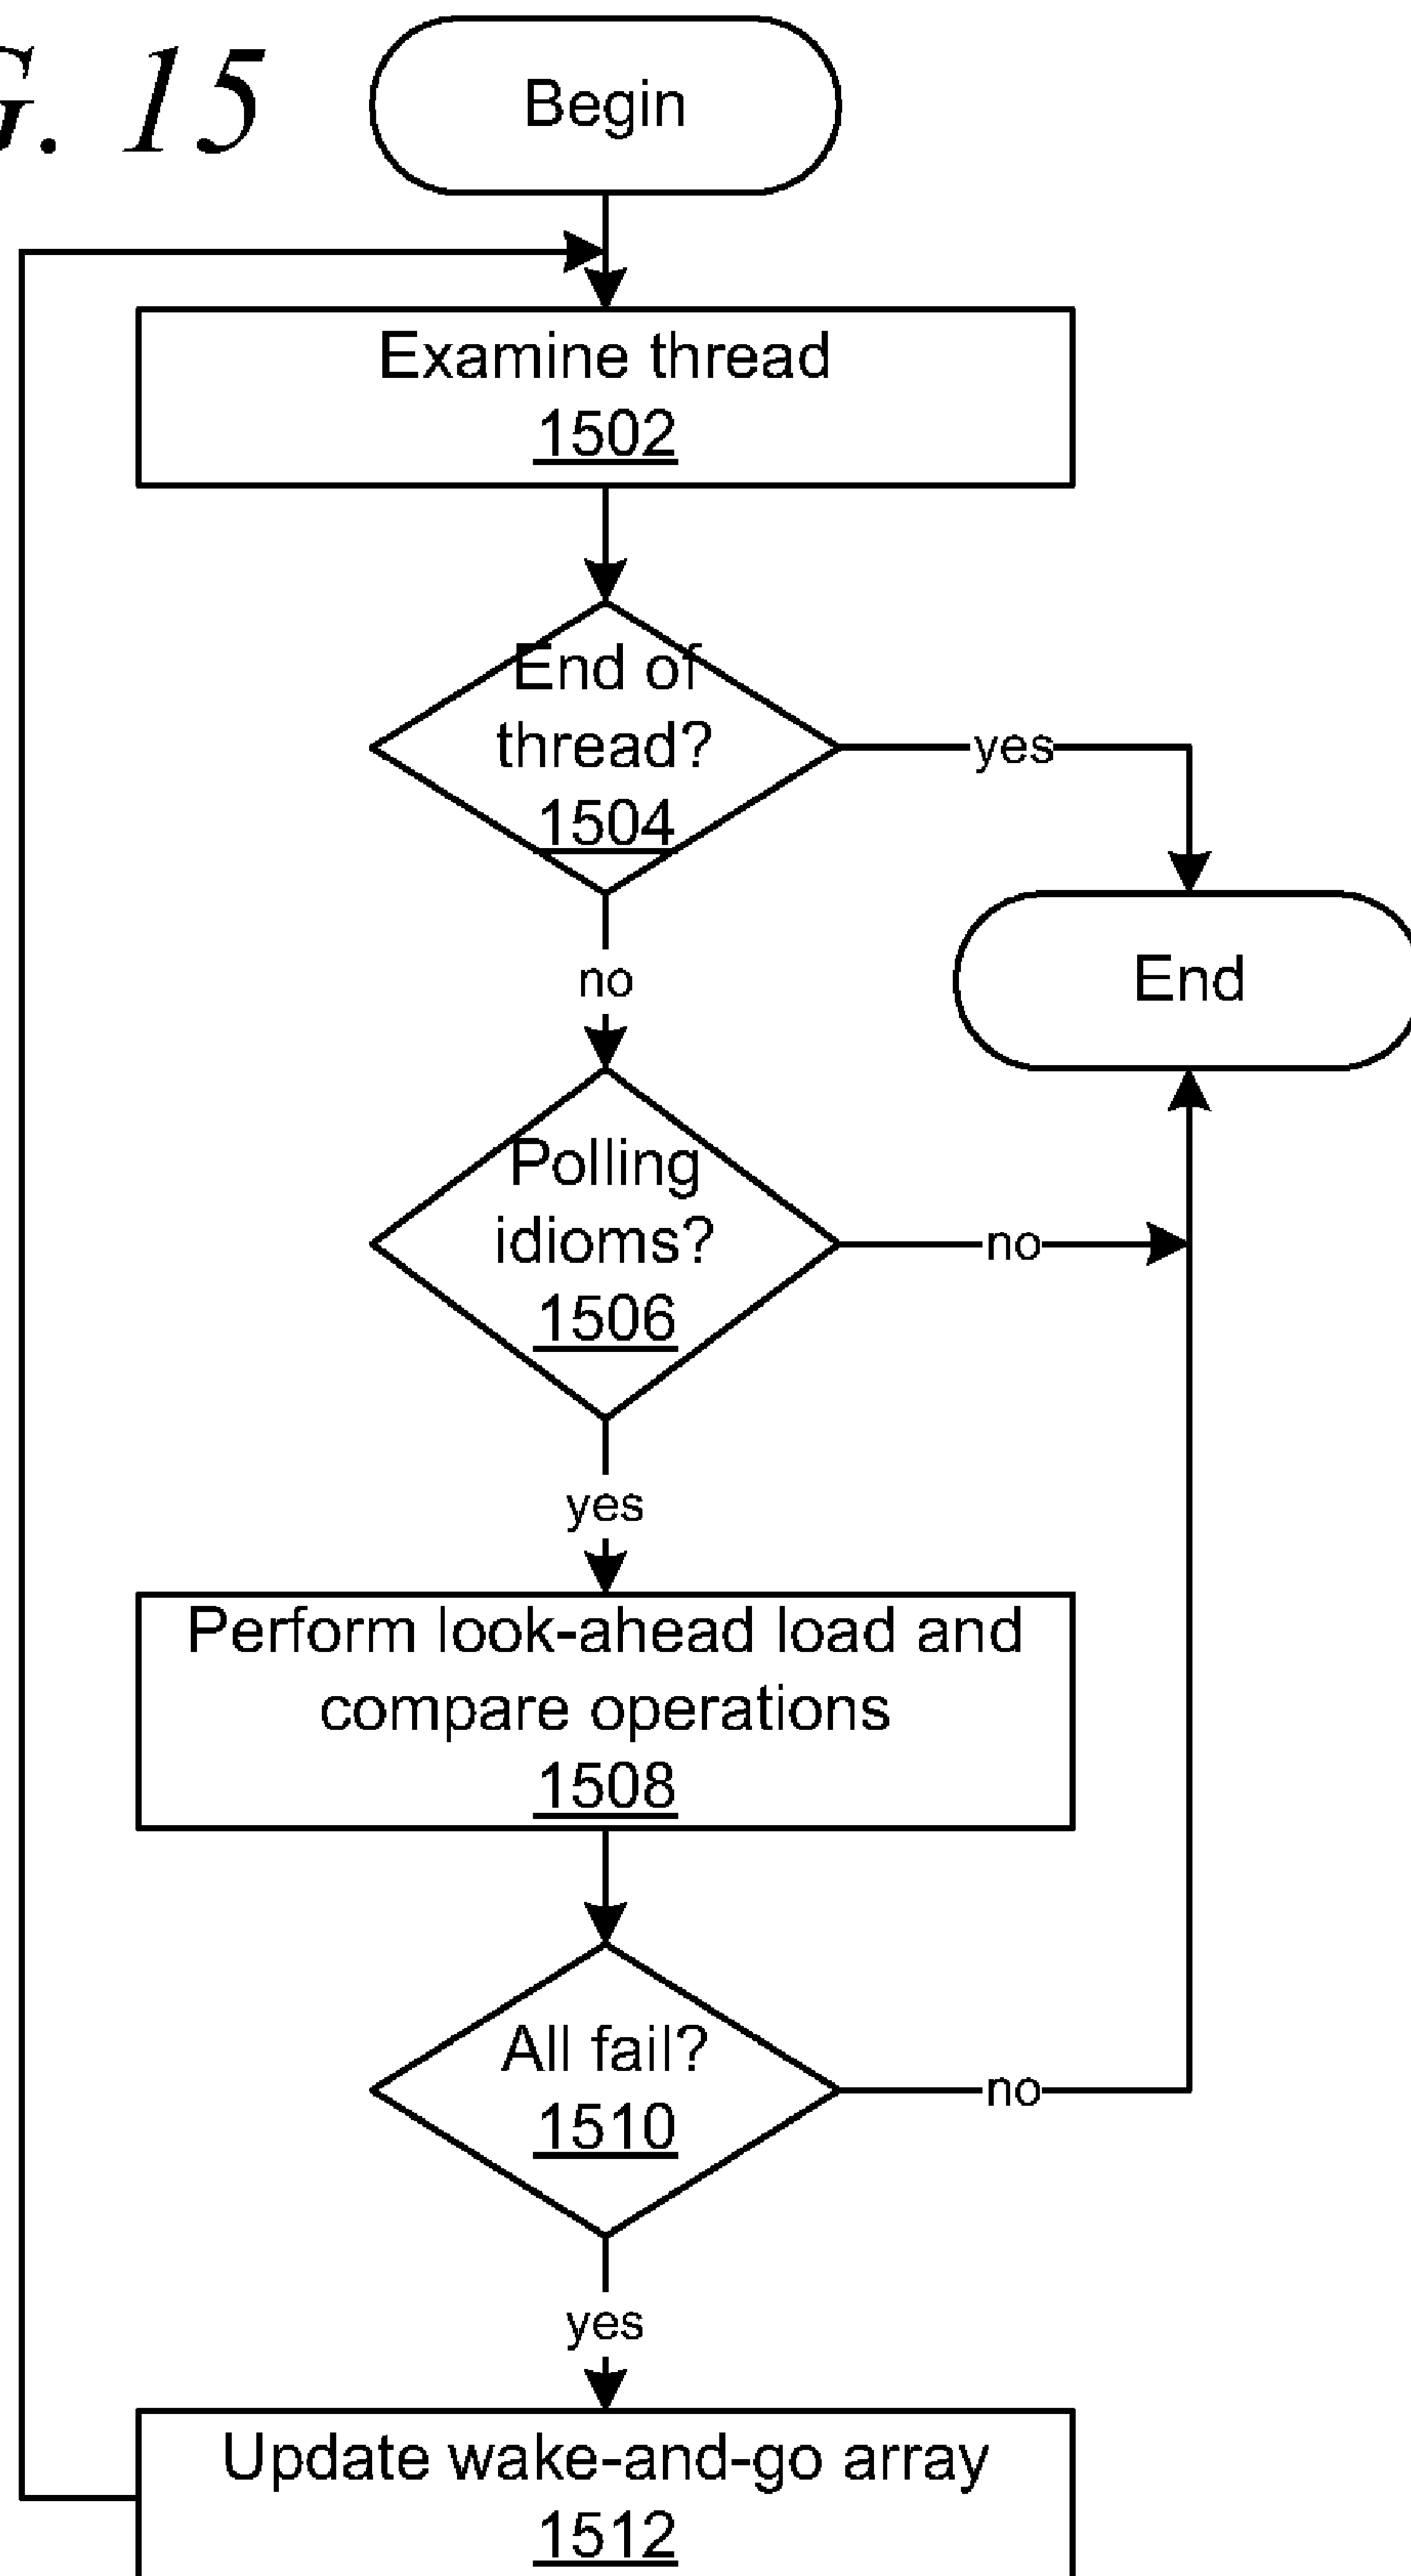 G. 15
Begin
Examine thread
1502
End of
thread?
1504
yes
no
End
Polling
idioms?
1506
no
yes
Perform look-ahead load and
compare operations
1508
All fail?
1510
no
yes
Update wake-and-go array
1512